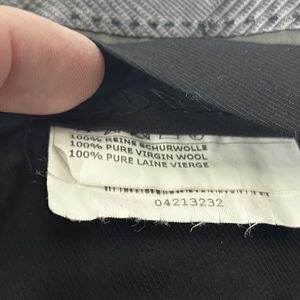 100% REINE SCHURWOLLE
100% PURE VIRGIN WOOL
100% PURE LAINE VIERGE
04213232